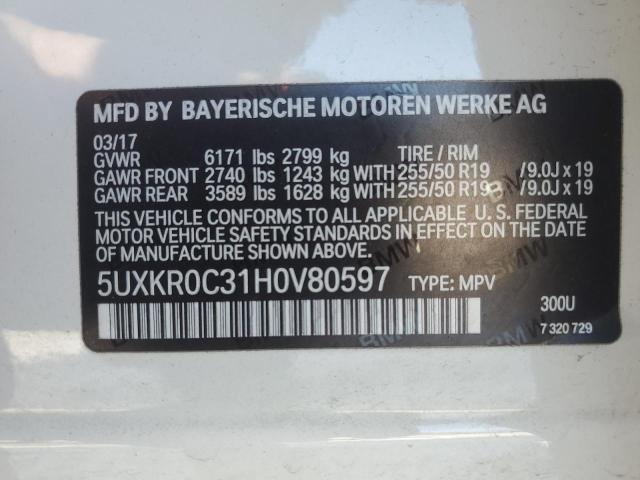 MFD BY BAYERISCHE MOTOREN WERKE AG
03/17
GVWR 6171 lbs 2799 kg TIRE / RIM
GAWR FRONT 2740 lbs 1243 kg WITH 255/50 R19 /9.0J x 19
GAWR REAR 3589 lbs 1628 kg WITH 255/50 R19 /9.0J x 19
THIS VEHICLE CONFORMS TO ALL APPLICABLE U. S. FEDERAL
MOTOR VEHICLE SAFETY STANDARDS IN EFFECT ON THE DATE
OF MANUFACTURE SHOWN ABOVE.
5UXKR0C31H0V80597 TYPE: MPV
300U
7 320 729